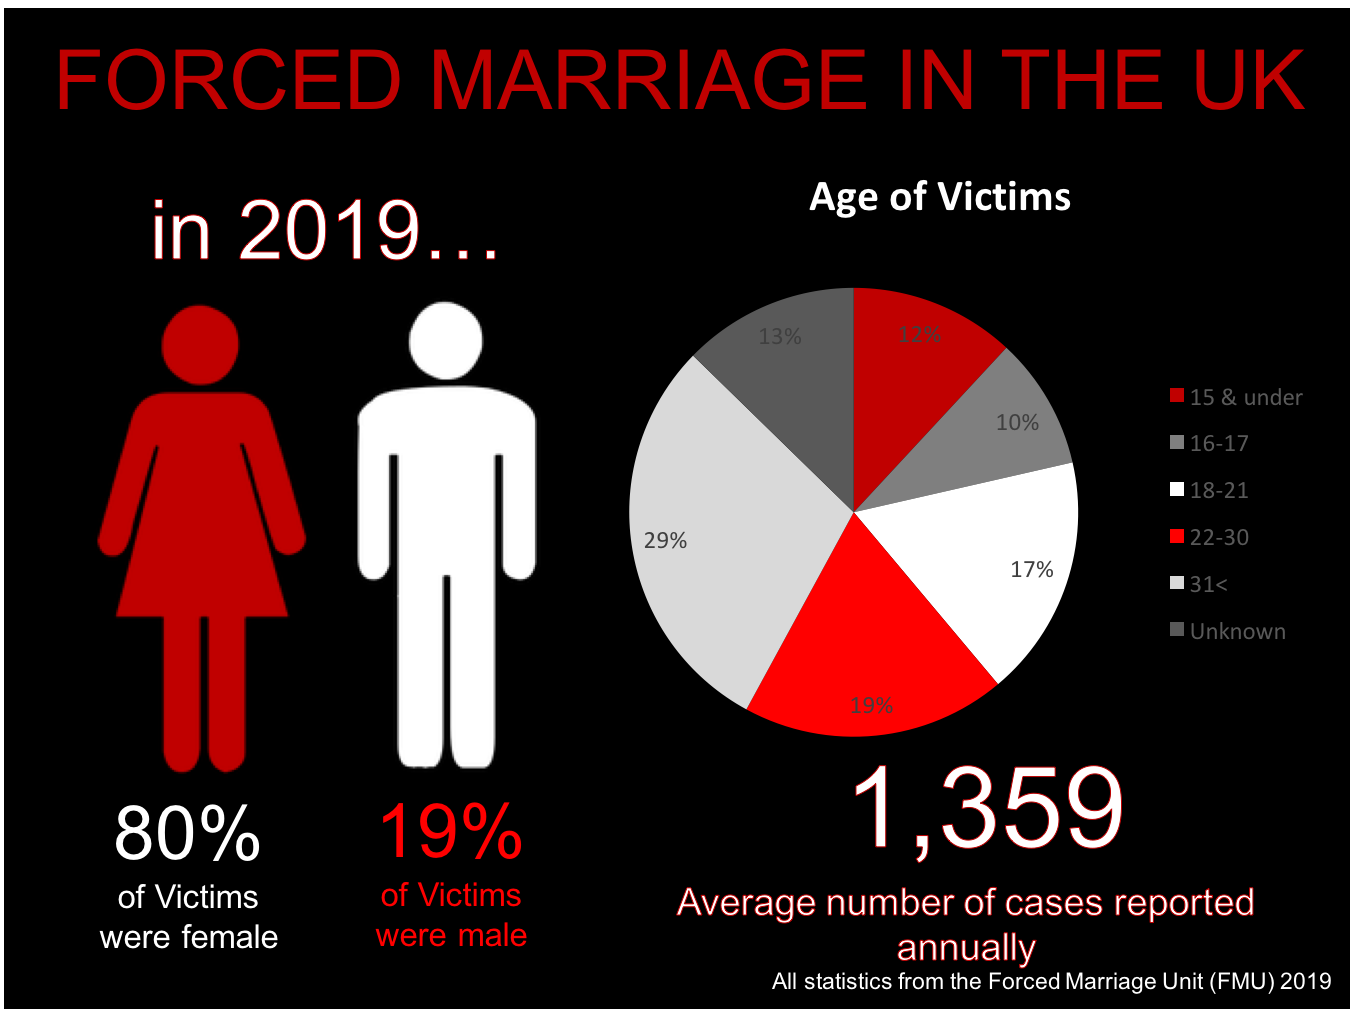 FORCED MARRIAGE IN THE UK
in 2019...
80%
of Victims
were female
19%
of Victims
were male
Age of Victims
12%
10%
17%
19%
29%
13%
15 & under
16-17
18-21
22-30
31<
Unknown
1,359
Average number of cases reported
annually
All statistics from the Forced Marriage Unit (FMU) 2019